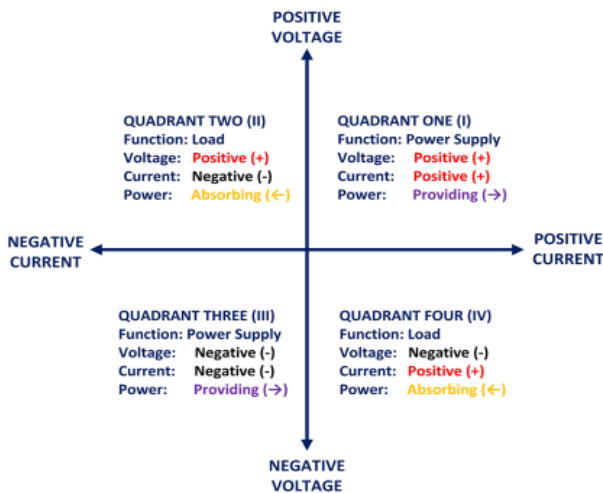 POSITIVE
VOLTAGE
QUADRANT TWO (II)
Function: Load
Voltage: Positive (+)
Current: Negative (-)
Power: Absorbing (←)
QUADRANT ONE (I)
Function: Power Supply
Voltage: Positive (+)
Current: Positive (+)
Power: Providing (→)
NEGATIVE
CURRENT
POSITIVE
CURRENT
QUADRANT THREE (III)
Function: Power Supply
Voltage: Negative (-)
Current: Negative (-)
Power: Providing (→)
QUADRANT FOUR (IV)
Function: Load
Voltage: Negative (-)
Current: Positive (+)
Power: Absorbing (←)
NEGATIVE
VOLTAGE